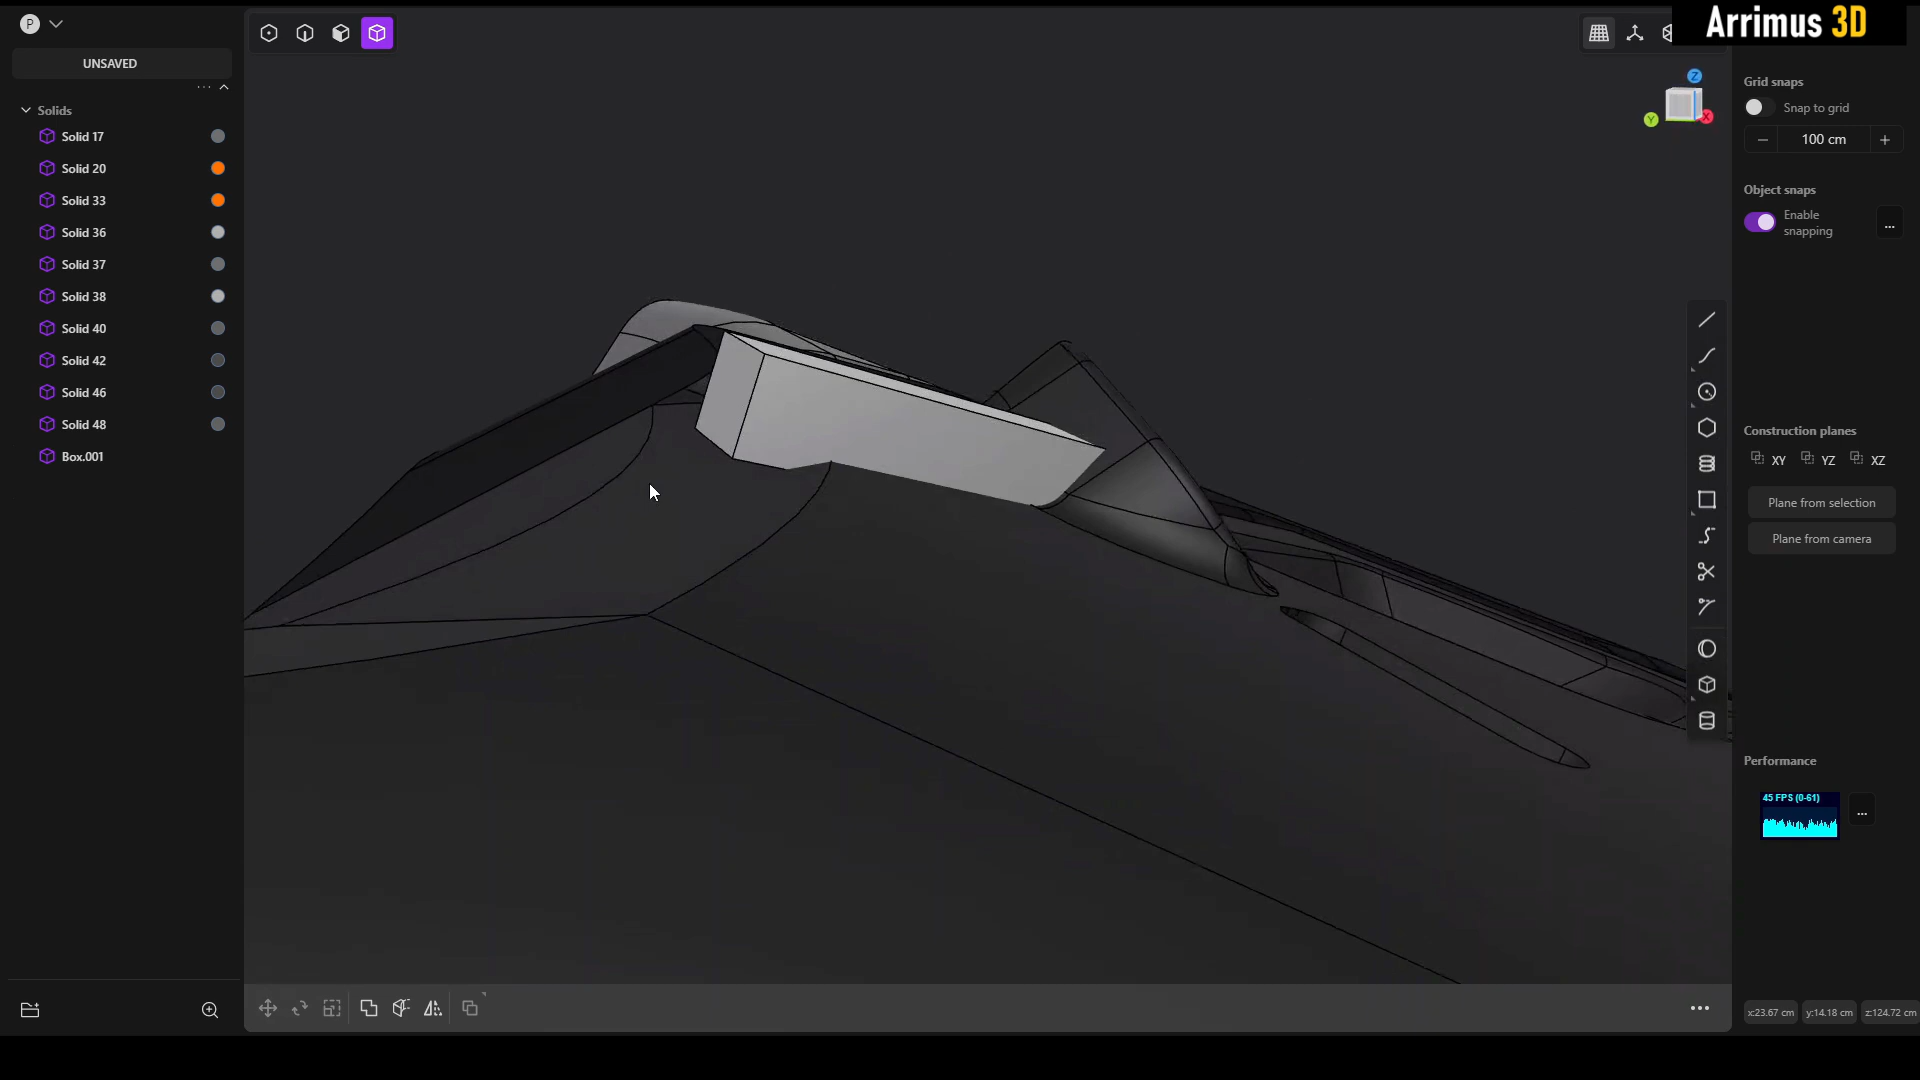 P
UNSAVED
Solids
Solid 17
Solid 20
Solid 33
Solid 36
Solid 37
Solid 38
Solid 40
Solid 42
Solid 46
Solid 48
Box.001
Arrimus 3D
Z
Y
X
Grid snaps
Snap to grid
100 cm
Object snaps
Enable
snapping
...
Construction planes
XY YZ XZ
Plane from selection
Plane from camera
Performance
45 FPS (0-61)
...
x:23.67 cm y:14.18 cm z:124.72 cm